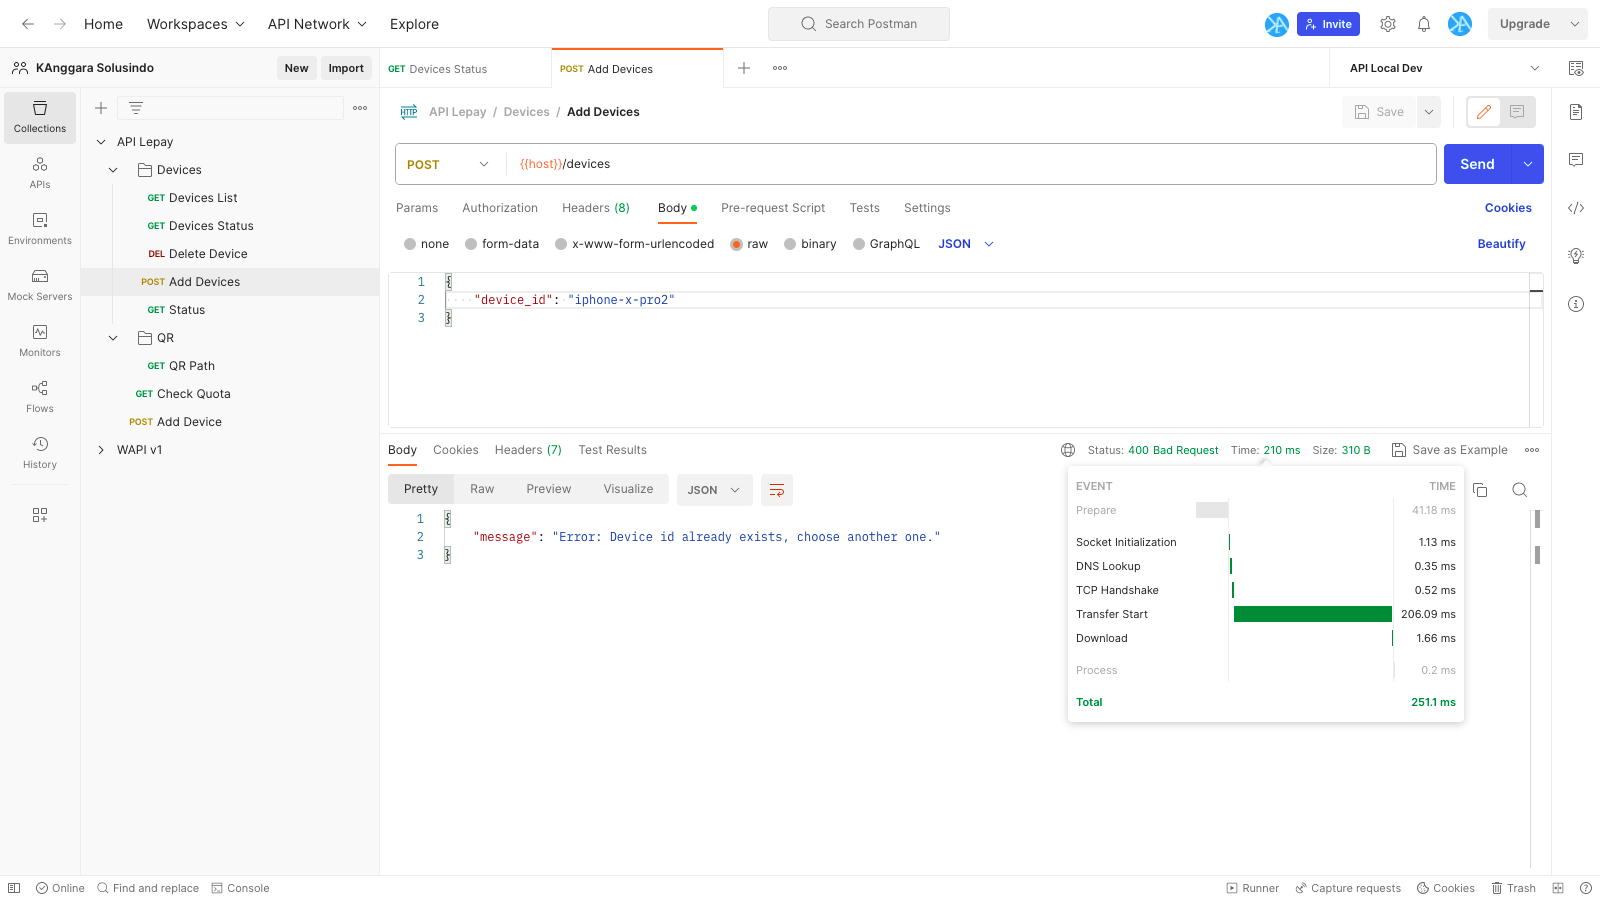 Home
Workspaces
API Network
Explore
Search Postman
Invite
Upgrade
KAnggara Solusindo
New
Import
GET Devices Status
POST Add Devices
API Local Dev
Collections
APIs
Environments
Mock Servers
Monitors
Flows
History
API Lepay
Devices
GET Devices List
GET Devices Status
DEL Delete Device
POST Add Devices
GET Status
QR
GET QR Path
GET Check Quota
POST Add Device
WAPI v1
HTTP API Lepay / Devices / Add Devices
Save
POST {{host}}/devices
Send
Params Authorization Headers (8) Body Pre-request Script Tests Settings
Cookies
none form-data x-www-form-urlencoded raw binary GraphQL JSON
Beautify
1 {
2 ····"device_id":·"iphone-x-pro2"
3 }
Body Cookies Headers (7) Test Results
Status: 400 Bad Request Time: 210 ms Size: 310 B
Save as Example
Pretty Raw Preview Visualize JSON
1 {
2 "message": "Error: Device id already exists, choose another one."
3 }
EVENT TIME
Prepare 41.18 ms
Socket Initialization 1.13 ms
DNS Lookup 0.35 ms
TCP Handshake 0.52 ms
Transfer Start 206.09 ms
Download 1.66 ms
Process 0.2 ms
Total 251.1 ms
Online
Find and replace
Console
Runner
Capture requests
Cookies
Trash